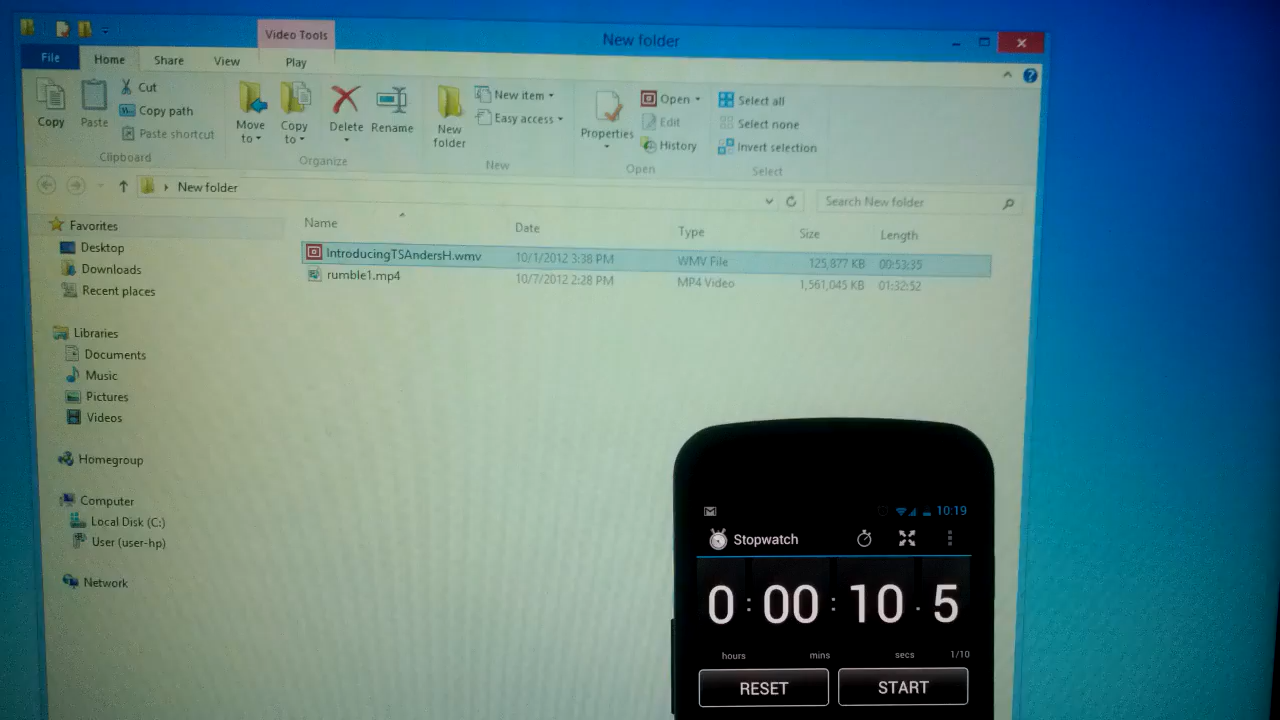 Video Tools
New folder
File Home Share View Play
Copy
Paste
Cut
Copy path
Paste shortcut
Clipboard
Move to
Copy to
Delete
Rename
Organize
New folder
New item
Easy access
New
Properties
Open
Edit
History
Open
Select all
Select none
Invert selection
Select
New folder
Search New folder
Name Date Type Size Length
IntroducingTSAndersH.wmv 10/1/2012 3:38 PM WMV File 125,877 KB 00:53:35
rumble1.mp4 10/7/2012 2:28 PM MP4 Video 1,561,045 KB 01:32:52
Favorites
Desktop
Downloads
Recent places
Libraries
Documents
Music
Pictures
Videos
Homegroup
Computer
Local Disk (C:)
User (user-hp)
Network
10:19
Stopwatch
0 : 00 : 10 . 5
hours mins secs 1/10
RESET START